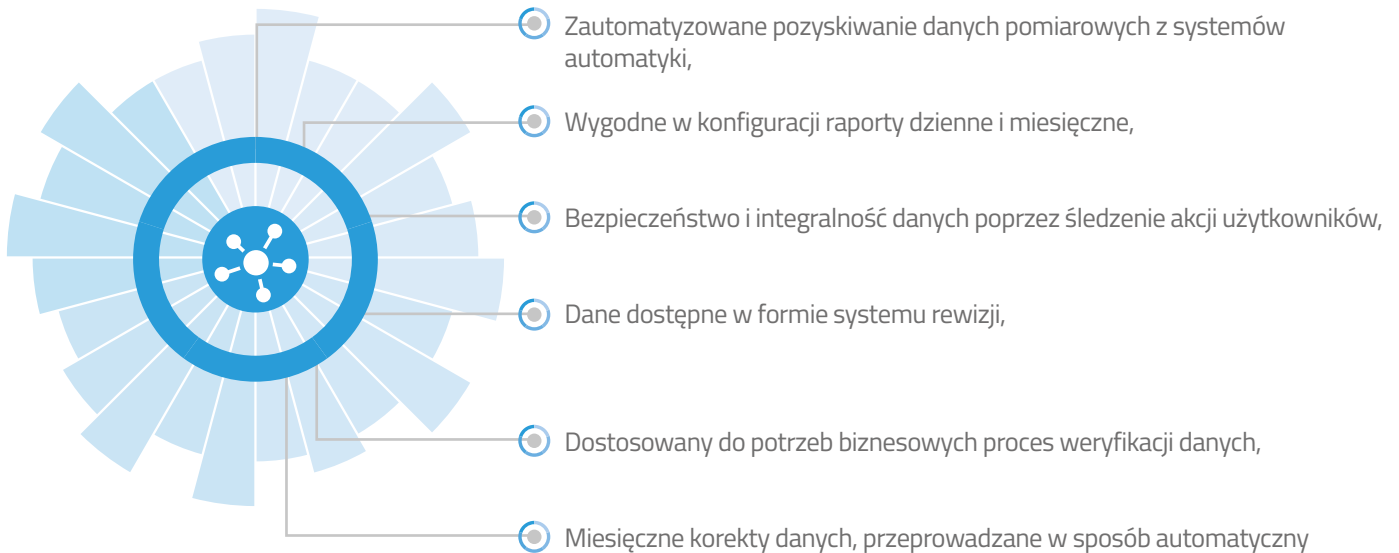 Zautomatyzowane pozyskiwanie danych pomiarowych z systemów
automatyki,
Wygodne w konfiguracji raporty dzienne i miesięczne,
Bezpieczeństwo i integralność danych poprzez śledzenie akcji użytkowników,
Dane dostępne w formie systemu rewizji,
Dostosowany do potrzeb biznesowych proces weryfikacji danych,
Miesięczne korekty danych, przeprowadzane w sposób automatyczny